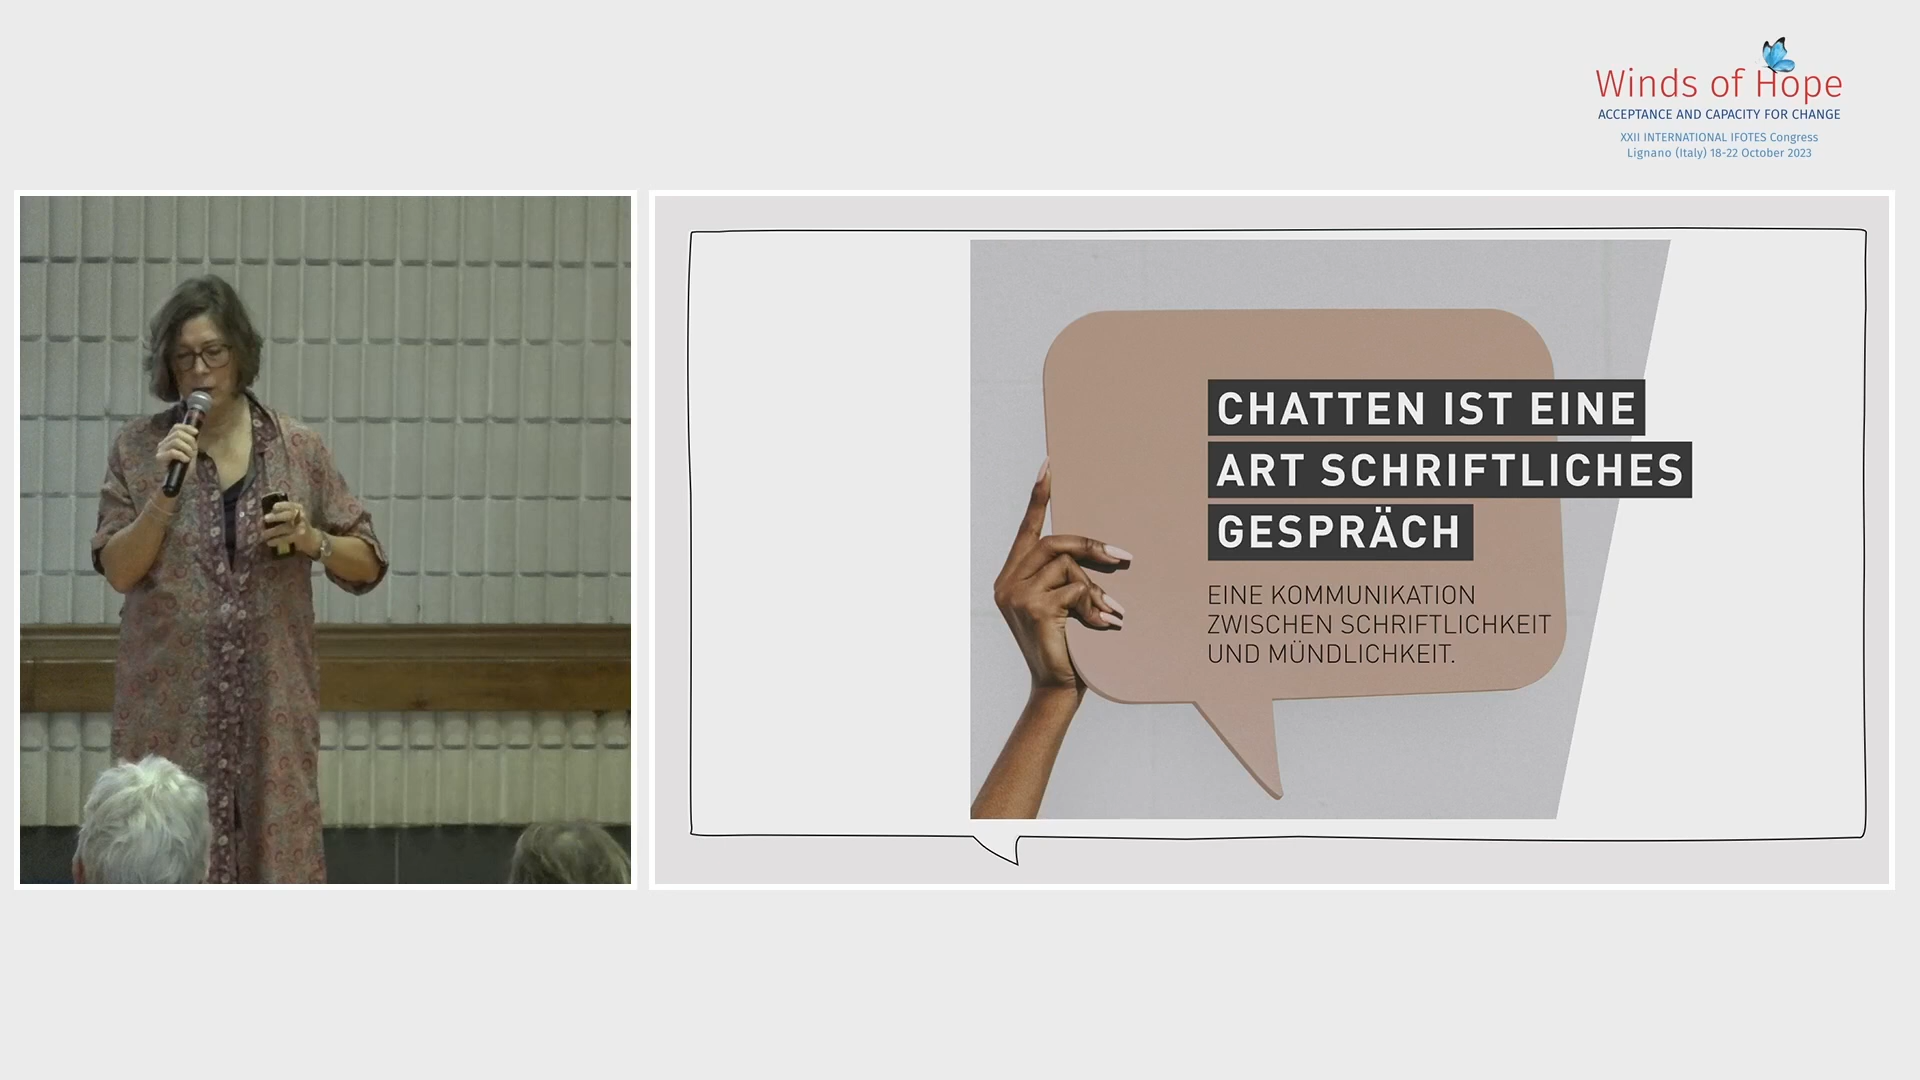 Winds of Hope
ACCEPTANCE AND CAPACITY FOR CHANGE
XXII INTERNATIONAL IFOTES Congress
Lignano (Italy) 18-22 October 2023
CHATTEN IST EINE
ART SCHRIFTLICHES
GESPRÄCH
EINE KOMMUNIKATION
ZWISCHEN SCHRIFTLICHKEIT
UND MÜNDLICHKEIT.